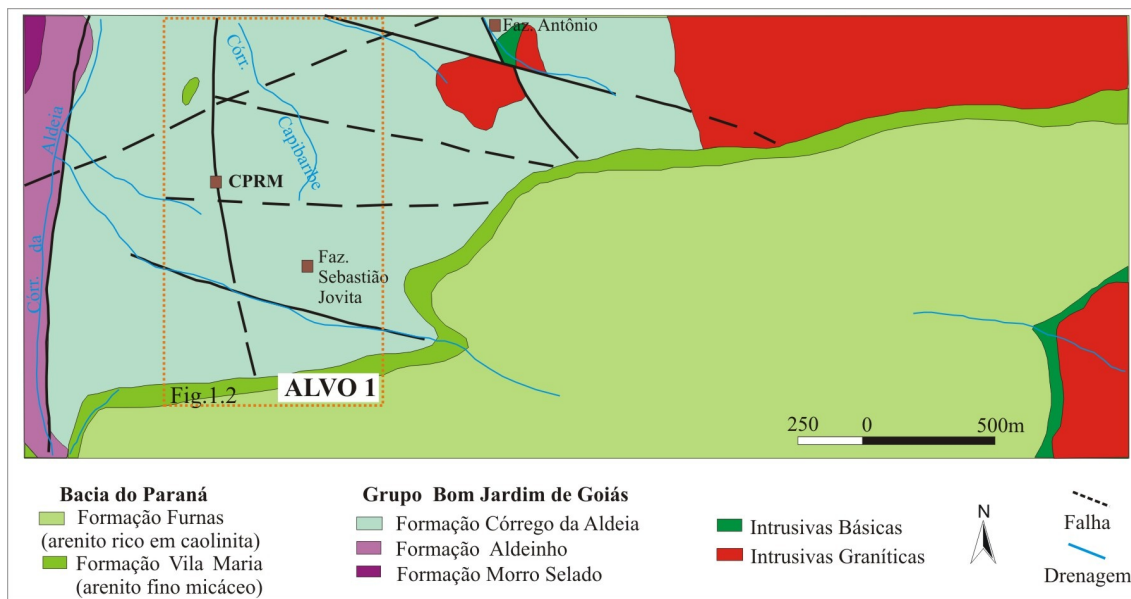 Faz. Antônio
Córr.
Capibaribe
Aldeia
da
Córr.
CPRM
Faz.
Sebastião
Jovita
Fig.1.2
ALVO 1
250 0 500m
Bacia do Paraná
Formação Furnas
(arenito rico em caolinita)
Formação Vila Maria
(arenito fino micáceo)
Grupo Bom Jardim de Goiás
Formação Córrego da Aldeia
Formação Aldeinho
Formação Morro Selado
Intrusivas Básicas
Intrusivas Graníticas
N
Falha
Drenagem